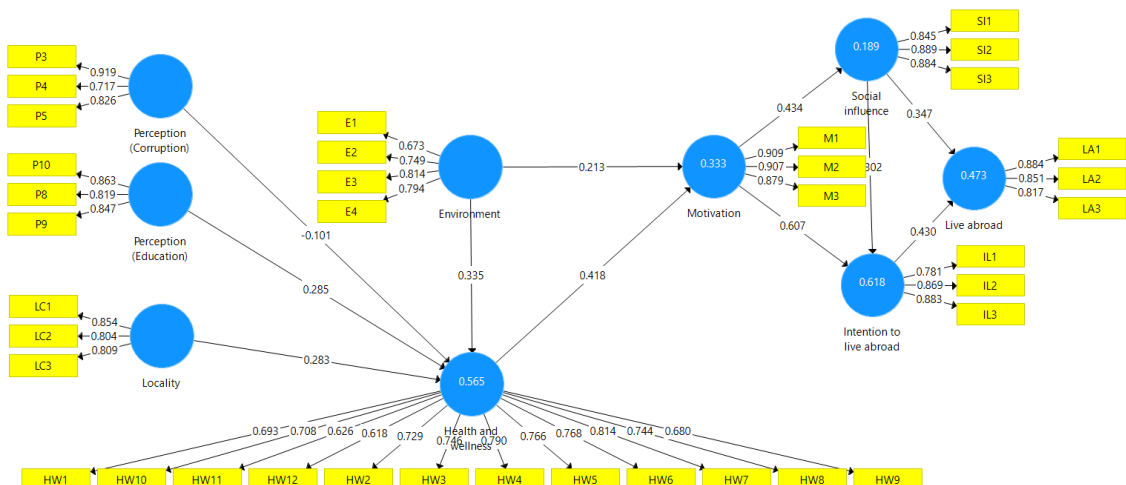 P3
P4
P5
0.919
0.717
0.826
Perception
(Corruption)
P10
P8
P9
0.863
0.819
0.847
Perception
(Education)
LC1
LC2
LC3
0.854
0.804
0.809
Locality
-0.101
0.285
0.283
E1
E2
E3
E4
0.673
0.749
0.814
0.794
Environment
0.213
0.335
0.418
0.565
Health and
wellness
0.693
0.708
0.626
0.618
0.729
0.746
0.790
0.766
0.768
0.814
0.744
0.680
HW1
HW10
HW11
HW12
HW2
HW3
HW4
HW5
HW6
HW7
HW8
HW9
0.333
Motivation
0.909
0.907
0.879
M1
M2
M3
0.434
0.607
0.189
Social
influence
0.845
0.889
0.884
SI1
SI2
SI3
0.347
0.430
0.618
Intention to
live abroad
0.781
0.869
0.883
IL1
IL2
IL3
0.473
Live abroad
0.884
0.851
0.817
LA1
LA2
LA3